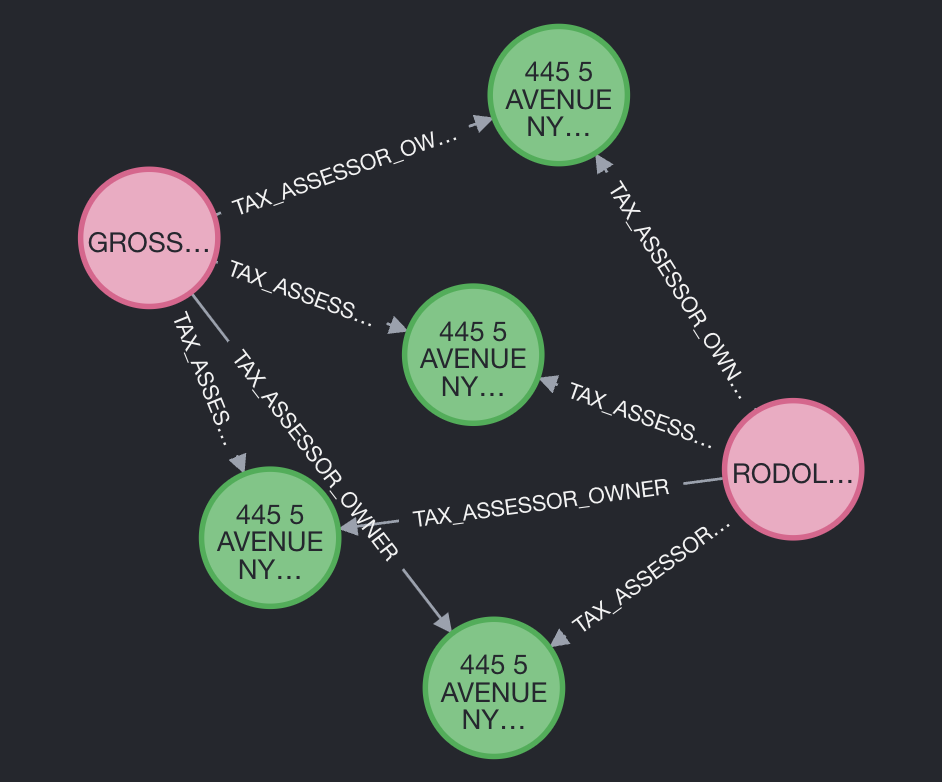 445 5
AVENUE
NY…
TAX_ASSESSOR_OW…
GROSS…
TAX_ASSESSOR_OWN…
TAX_ASSESS…
445 5
AVENUE
NY…
TAX_ASSES…
TAX_ASSESSOR_OWNER
TAX_ASSESS…
RODOL…
TAX_ASSESSOR_OWNER
445 5
AVENUE
NY…
TAX_ASSESSOR…
445 5
AVENUE
NY…